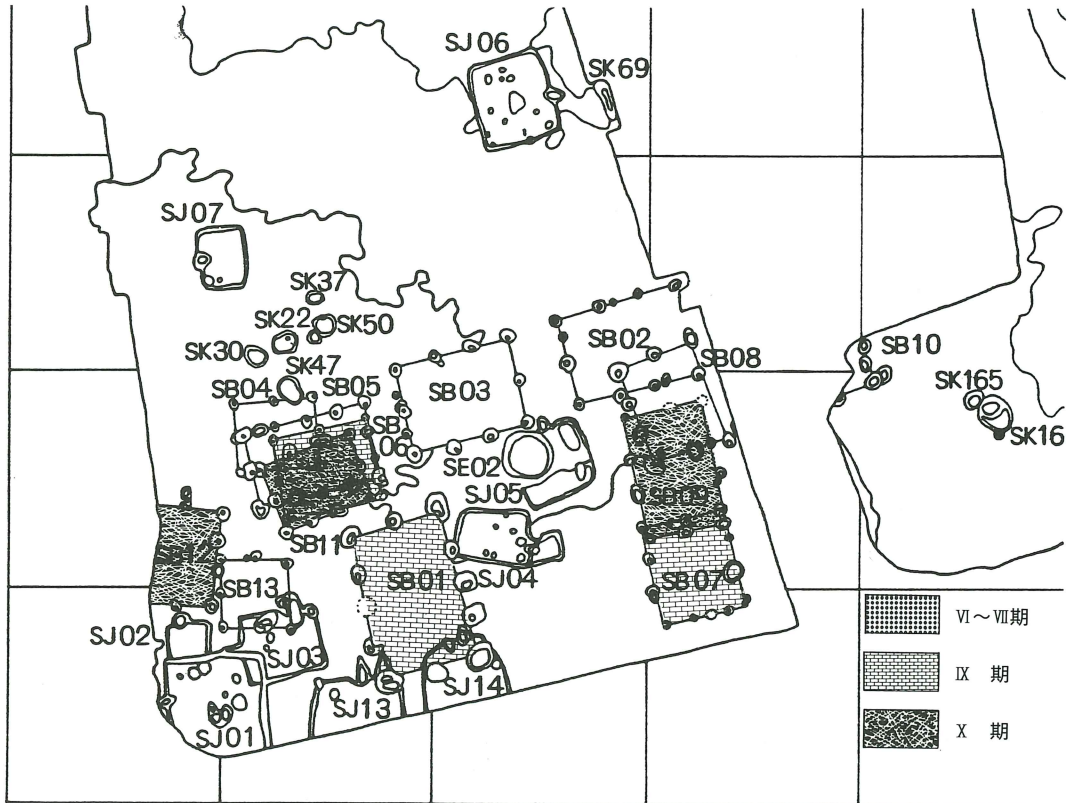 SJ06
SK69
SJ07
SK37
SK22
SK50
SK30
SK47
SB04
SB05
SB03
SB02
SB08
SB10
SK165
SK16
SB
06
SE02
SJ05
SB09
SB11
SB01
SJ04
SB07
SB13
SJ02
SJ03
SJ13
SJ14
SJ01
VI～VII期
IX 期
X 期